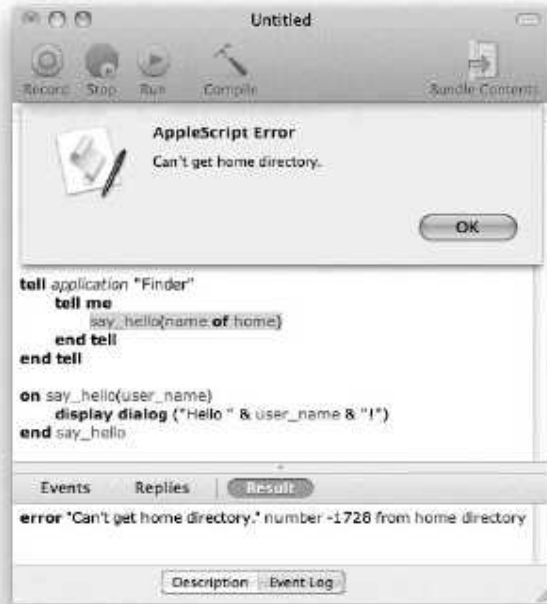 Untitled
Record Stop Run Compile Bundle Contents
AppleScript Error
Can't get home directory.
OK
tell application "Finder"
tell me
say_hello(name of home)
end tell
end tell
on say_hello(user_name)
display dialog ("Hello " & user_name & "!")
end say_hello
Events Replies Result
error "Can't get home directory." number -1728 from home directory
Description Event Log